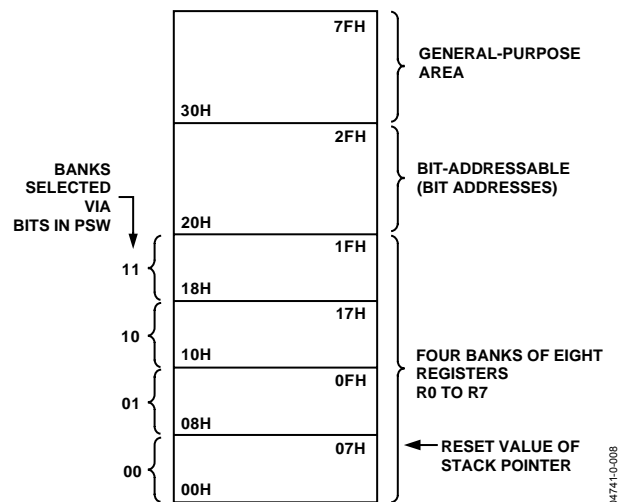 7FH
GENERAL-PURPOSE
AREA
30H
2FH
BIT-ADDRESSABLE
(BIT ADDRESSES)
20H
BANKS
SELECTED
VIA
BITS IN PSW
11
1FH
18H
10
17H
10H
FOUR BANKS OF EIGHT
REGISTERS
R0 TO R7
01
0FH
08H
00
07H
00H
RESET VALUE OF
STACK POINTER
04741-0-008